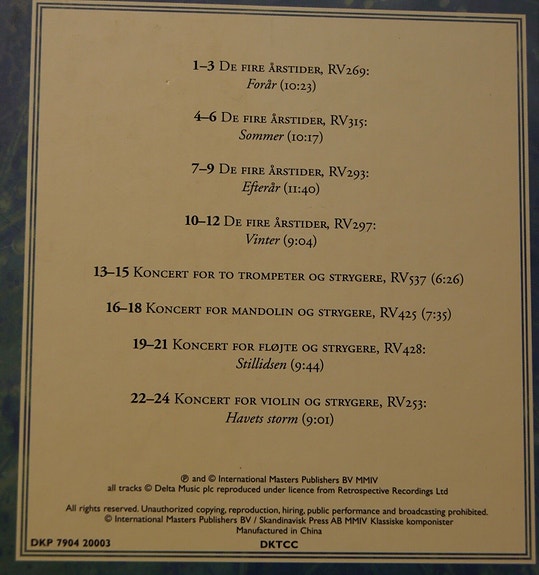 1–3 De fire årstider, RV269:
Forår (10:23)
4–6 De fire årstider, RV315:
Sommer (10:17)
7–9 De fire årstider, RV293:
Efterår (11:40)
10–12 De fire årstider, RV297:
Vinter (9:04)
13–15 Koncert for to trompeter og strygere, RV537 (6:26)
16–18 Koncert for mandolin og strygere, RV425 (7:35)
19–21 Koncert for fløjte og strygere, RV428:
Stillidsen (9:44)
22–24 Koncert for violin og strygere, RV253:
Havets storm (9:01)
℗ and © International Masters Publishers BV MMIV
all tracks © Delta Music plc reproduced under licence from Retrospective Recordings Ltd
All rights reserved. Unauthorized copying, reproduction, hiring, public performance and broadcasting prohibited.
© International Masters Publishers BV / Skandinavisk Press AB MMIV Klassiske komponister
Manufactured in China
DKP 7904 20003 DKTCC